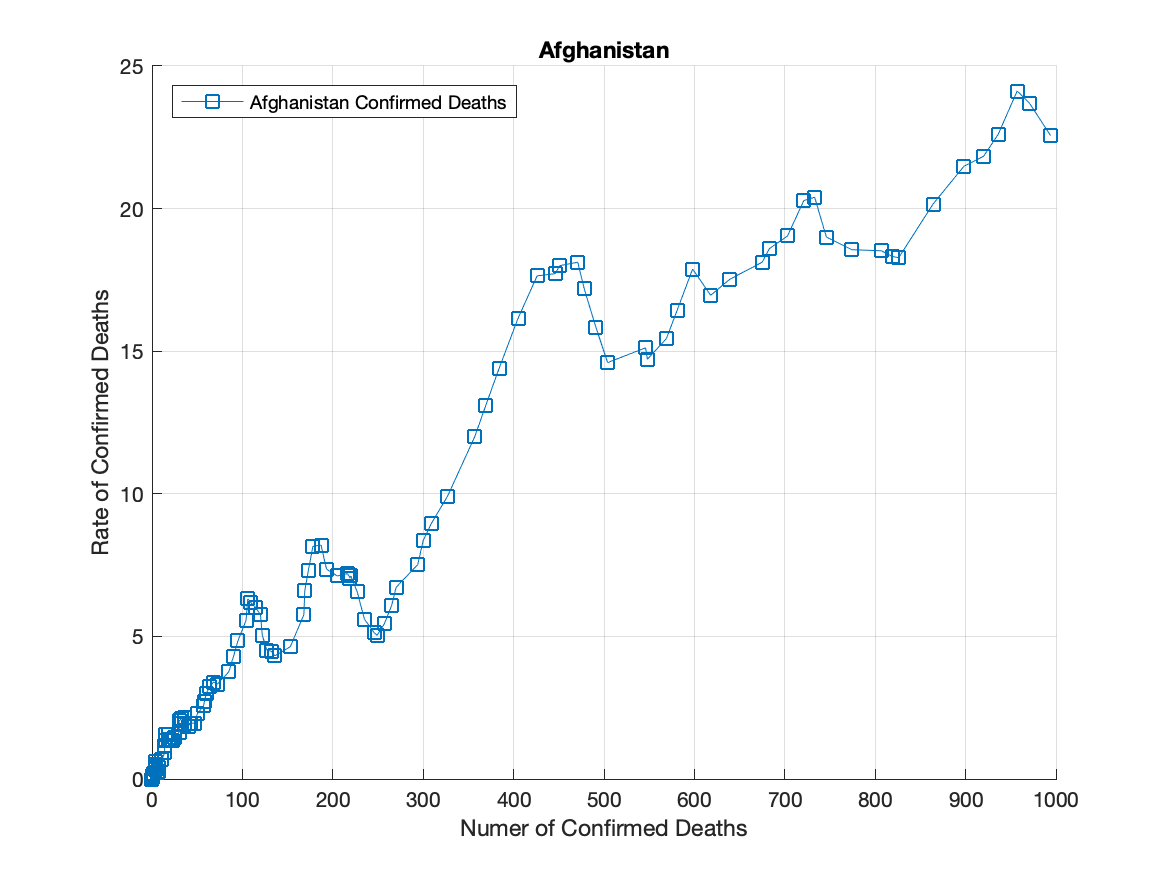 Afghanistan
25
Afghanistan Confirmed Deaths
20
15
10
5
0
Rate of Confirmed Deaths
0 100 200 300 400 500 600 700 800 900 1000
Numer of Confirmed Deaths